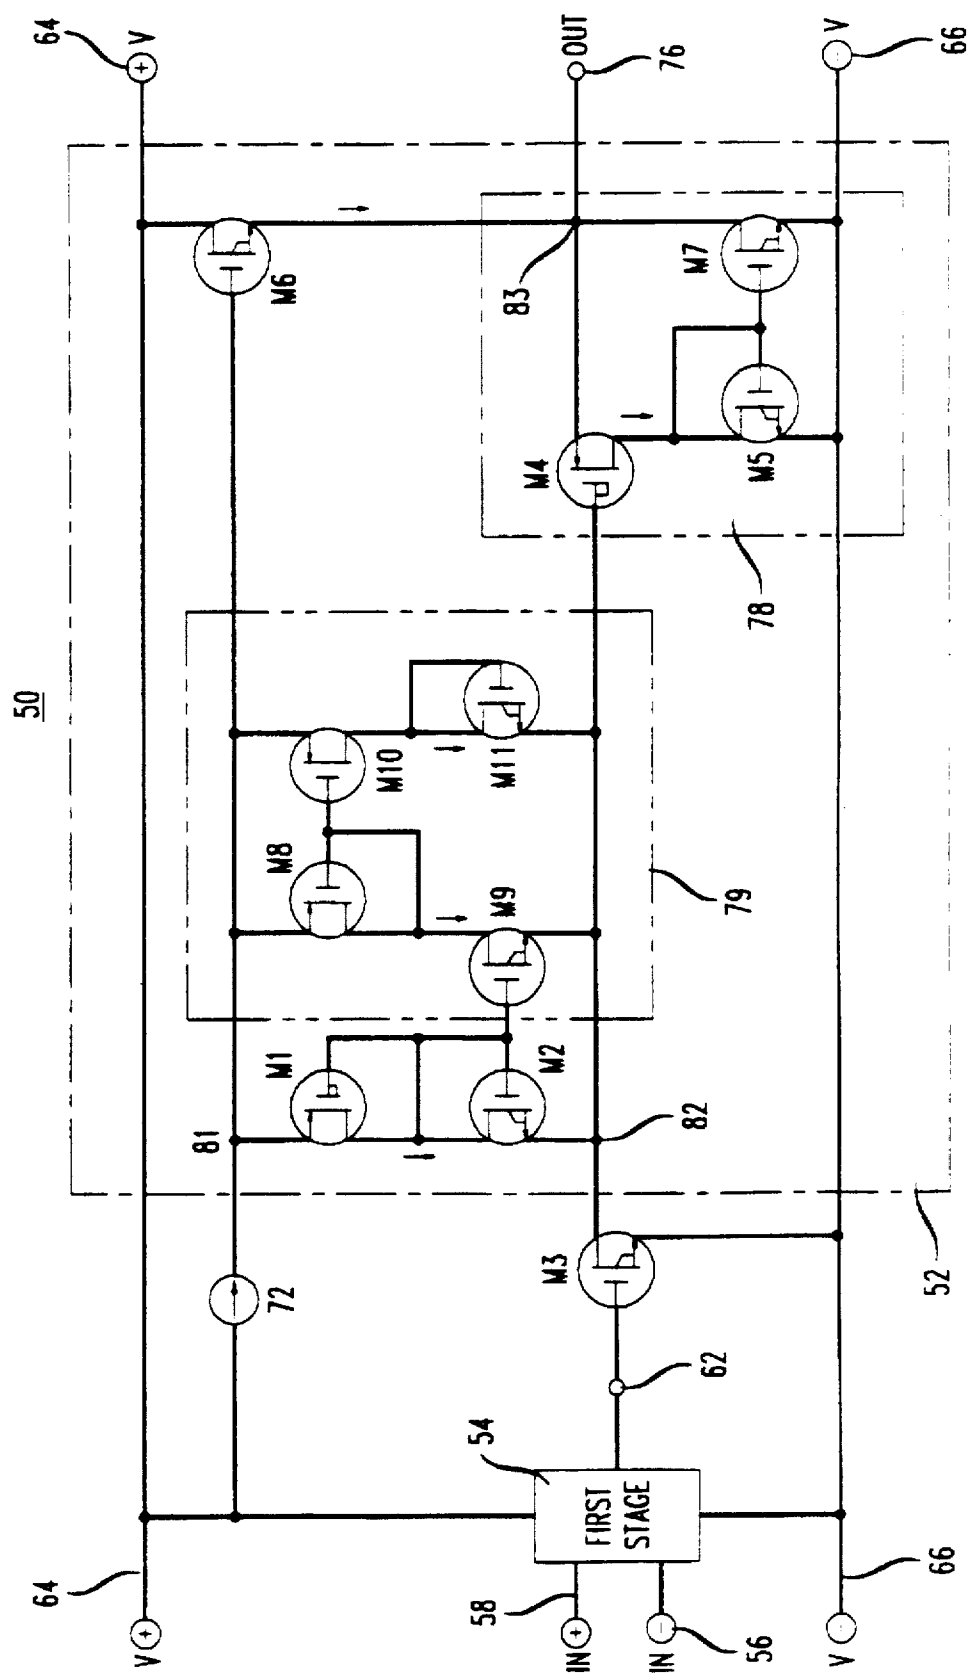 50
64
V +
64
+ V
72
81
M1
M8
M10
M6
79
M2
M9
M11
82
83
OUT
76
58
IN +
IN -
56
54
FIRST
STAGE
62
M3
M4
M5
M7
78
52
66
V -
66
- V